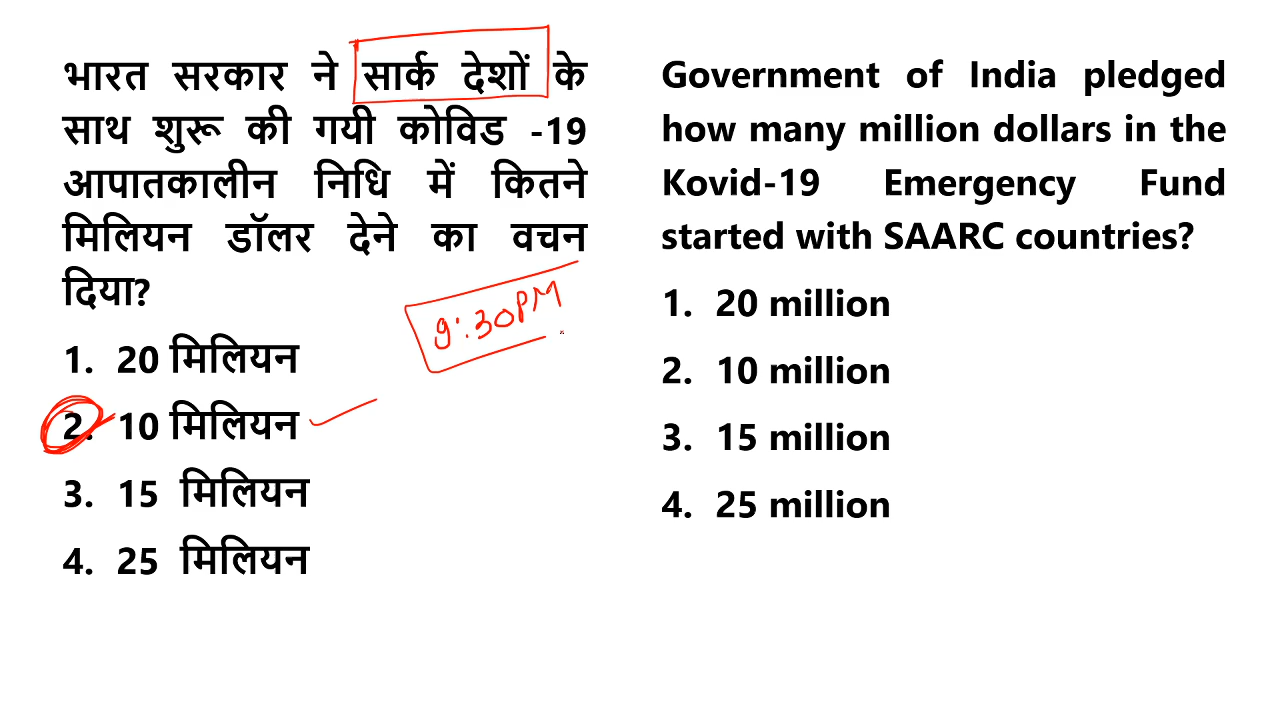 भारत सरकार ने सार्क देशों के
साथ शुरू की गयी कोविड -19
आपातकालीन निधि में कितने
मिलियन डॉलर देने का वचन
दिया?
9:30PM
1. 20 मिलियन
2. 10 मिलियन
3. 15 मिलियन
4. 25 मिलियन
Government of India pledged
how many million dollars in the
Kovid-19 Emergency Fund
started with SAARC countries?
1. 20 million
2. 10 million
3. 15 million
4. 25 million